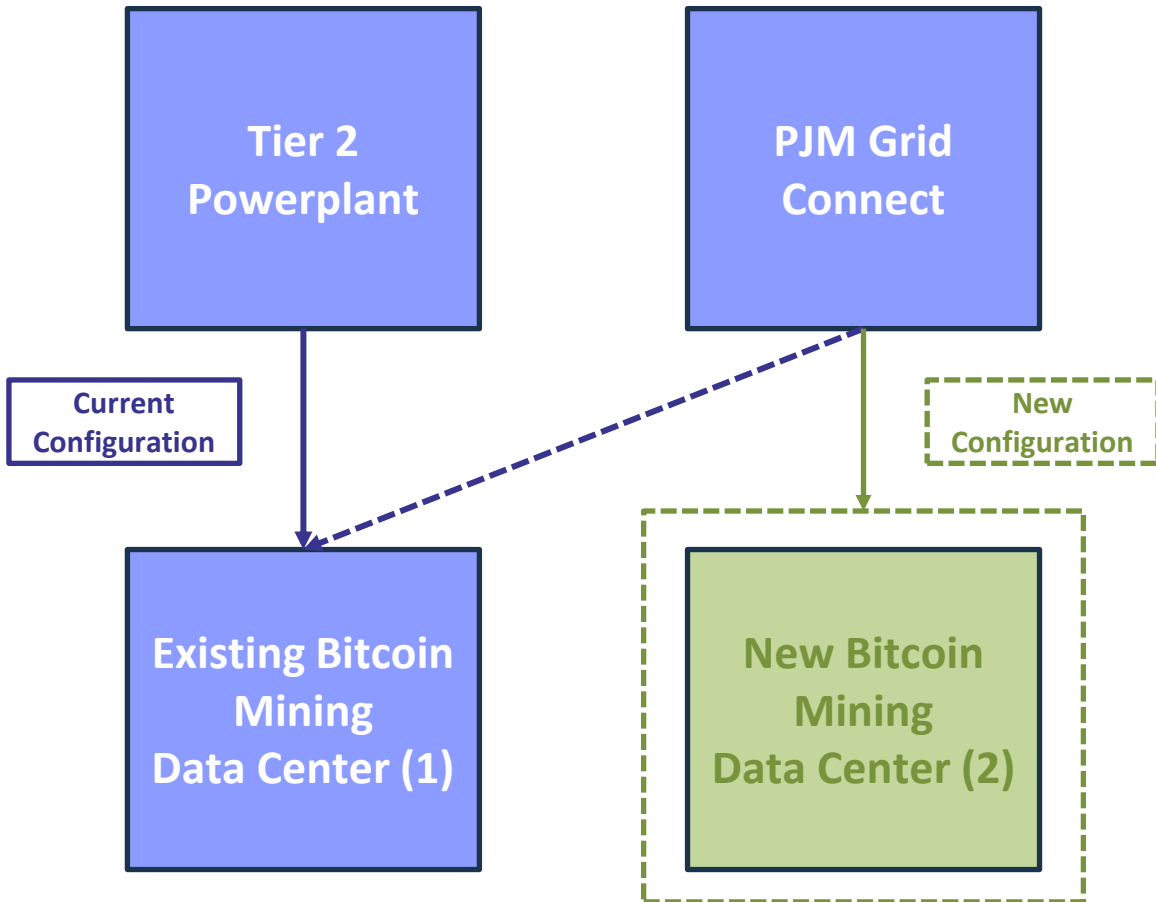 Tier 2
Powerplant
PJM Grid
Connect
Current
Configuration
New
Configuration
Existing Bitcoin
Mining
Data Center (1)
New Bitcoin
Mining
Data Center (2)